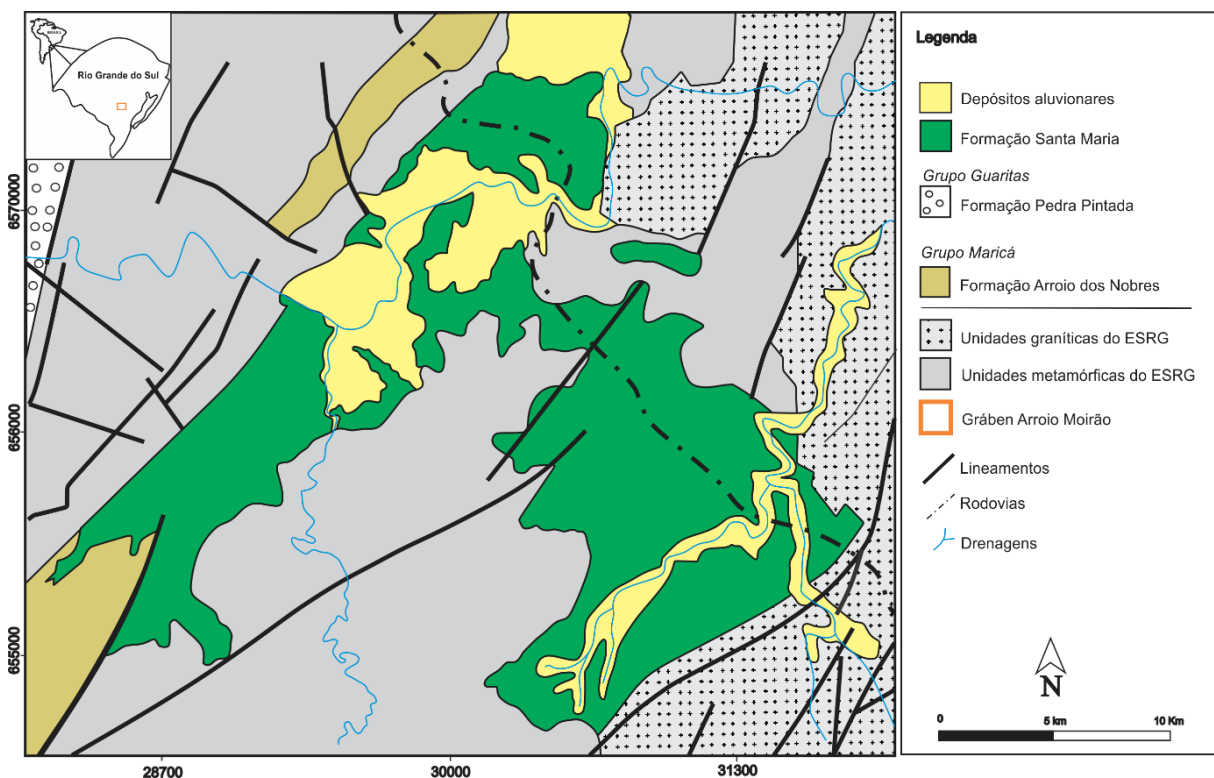 BRASIL
Rio Grande do Sul
6570000
656000
655000
28700
30000
31300
Legenda
Depósitos aluvionares
Formação Santa Maria
Grupo Guaritas
Formação Pedra Pintada
Grupo Maricá
Formação Arroio dos Nobres
Unidades graníticas do ESRG
Unidades metamórficas do ESRG
Gráben Arroio Moirão
Lineamentos
Rodovias
Drenagens
N
0 5 km 10 Km